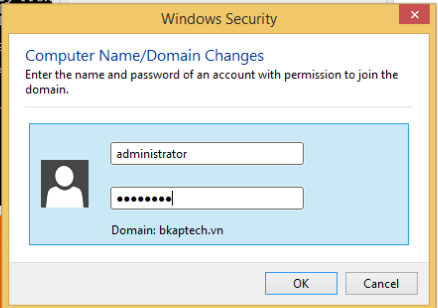 Windows Security
Computer Name/Domain Changes
Enter the name and password of an account with permission to join the
domain.
administrator
●●●●●●●●
Domain: bkaptech.vn
OK Cancel